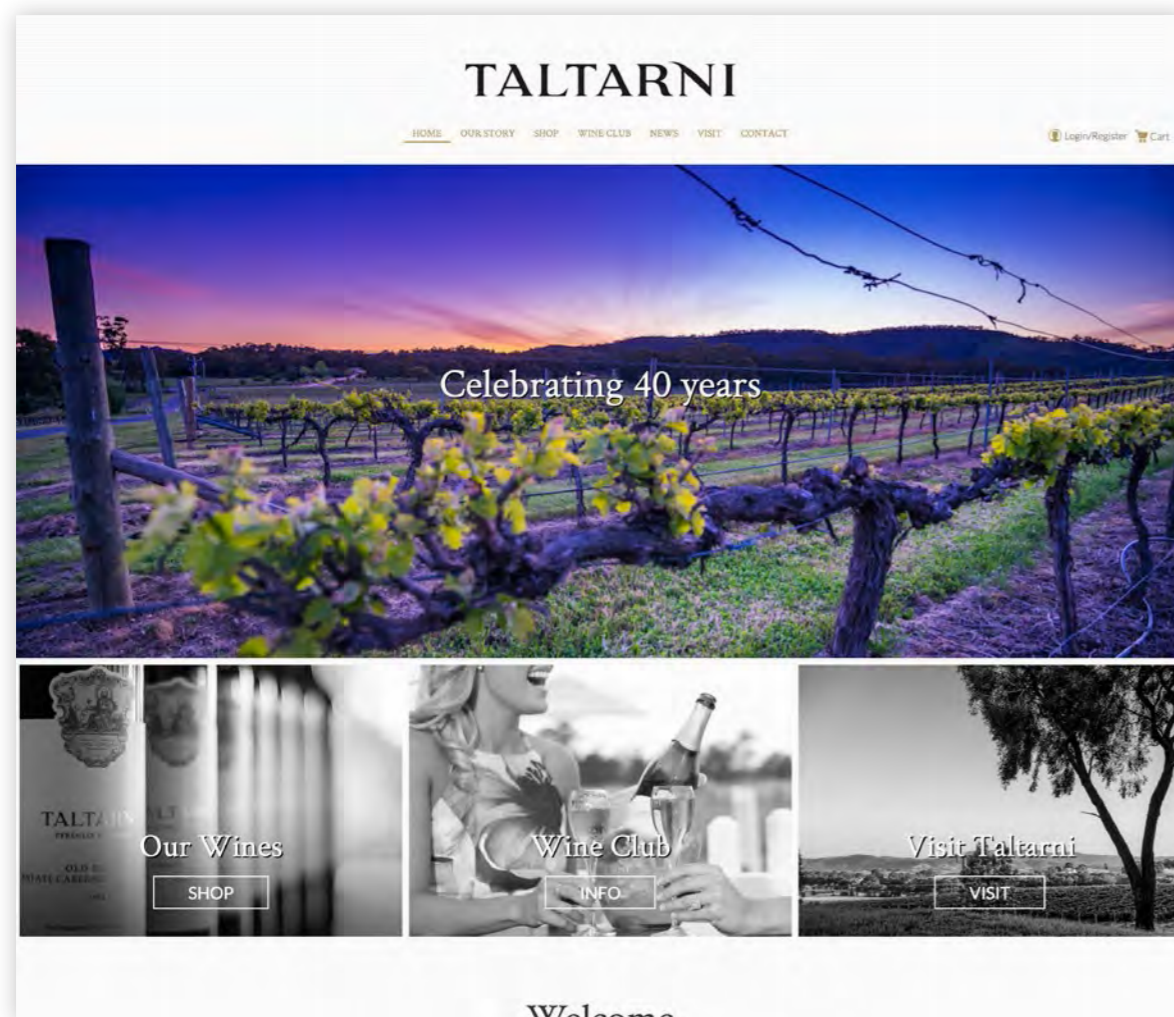 TALTARNI
HOME OUR STORY SHOP WINE CLUB NEWS VISIT CONTACT
Login/Register Cart
Celebrating 40 years
TALTARNI
Our Wines
SHOP
Wine Club
INFO
Visit Taltarni
VISIT
Welcome